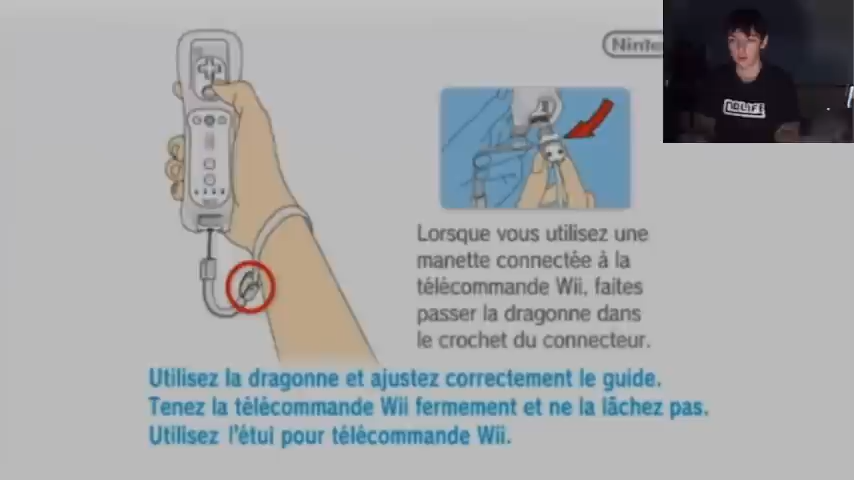 NOLIFE
Lorsque vous utilisez une
manette connectée à la
télécommande Wii, faites
passer la dragonne dans
le crochet du connecteur.
Utilisez la dragonne et ajustez correctement le guide.
Tenez la télécommande Wii fermement et ne la lâchez pas.
Utilisez l'étui pour télécommande Wii.